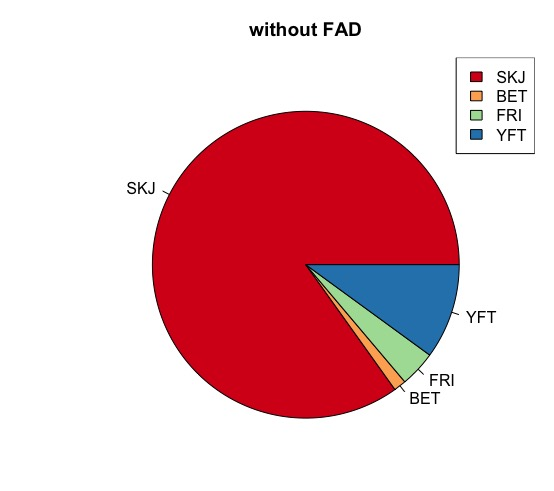 without FAD
SKJ
BET
FRI
YFT
SKJ
YFT
FRI
BET